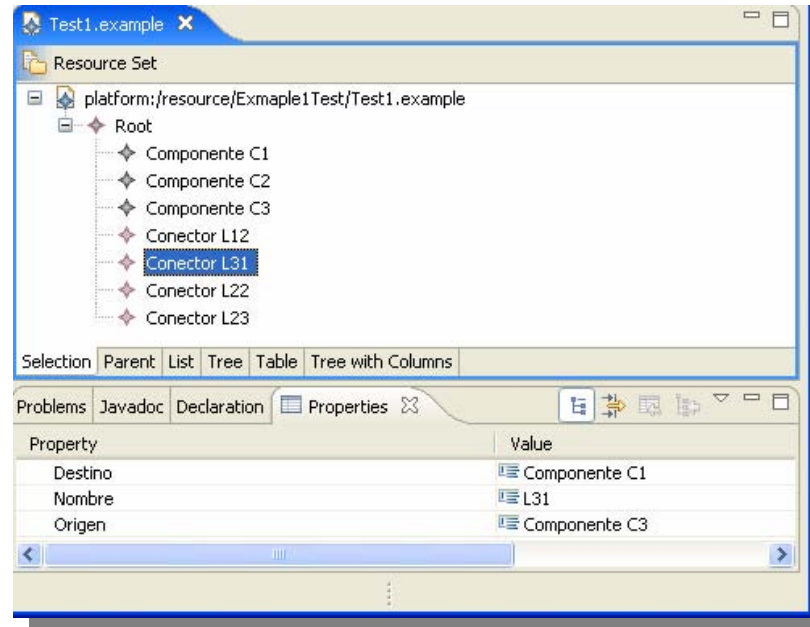 Test1.example
Resource Set
platform:/resource/Exmaple1Test/Test1.example
Root
Componente C1
Componente C2
Componente C3
Conector L12
Conector L31
Conector L22
Conector L23
Selection Parent List Tree Table Tree with Columns
Problems Javadoc Declaration Properties
Property Value
Destino Componente C1
Nombre L31
Origen Componente C3